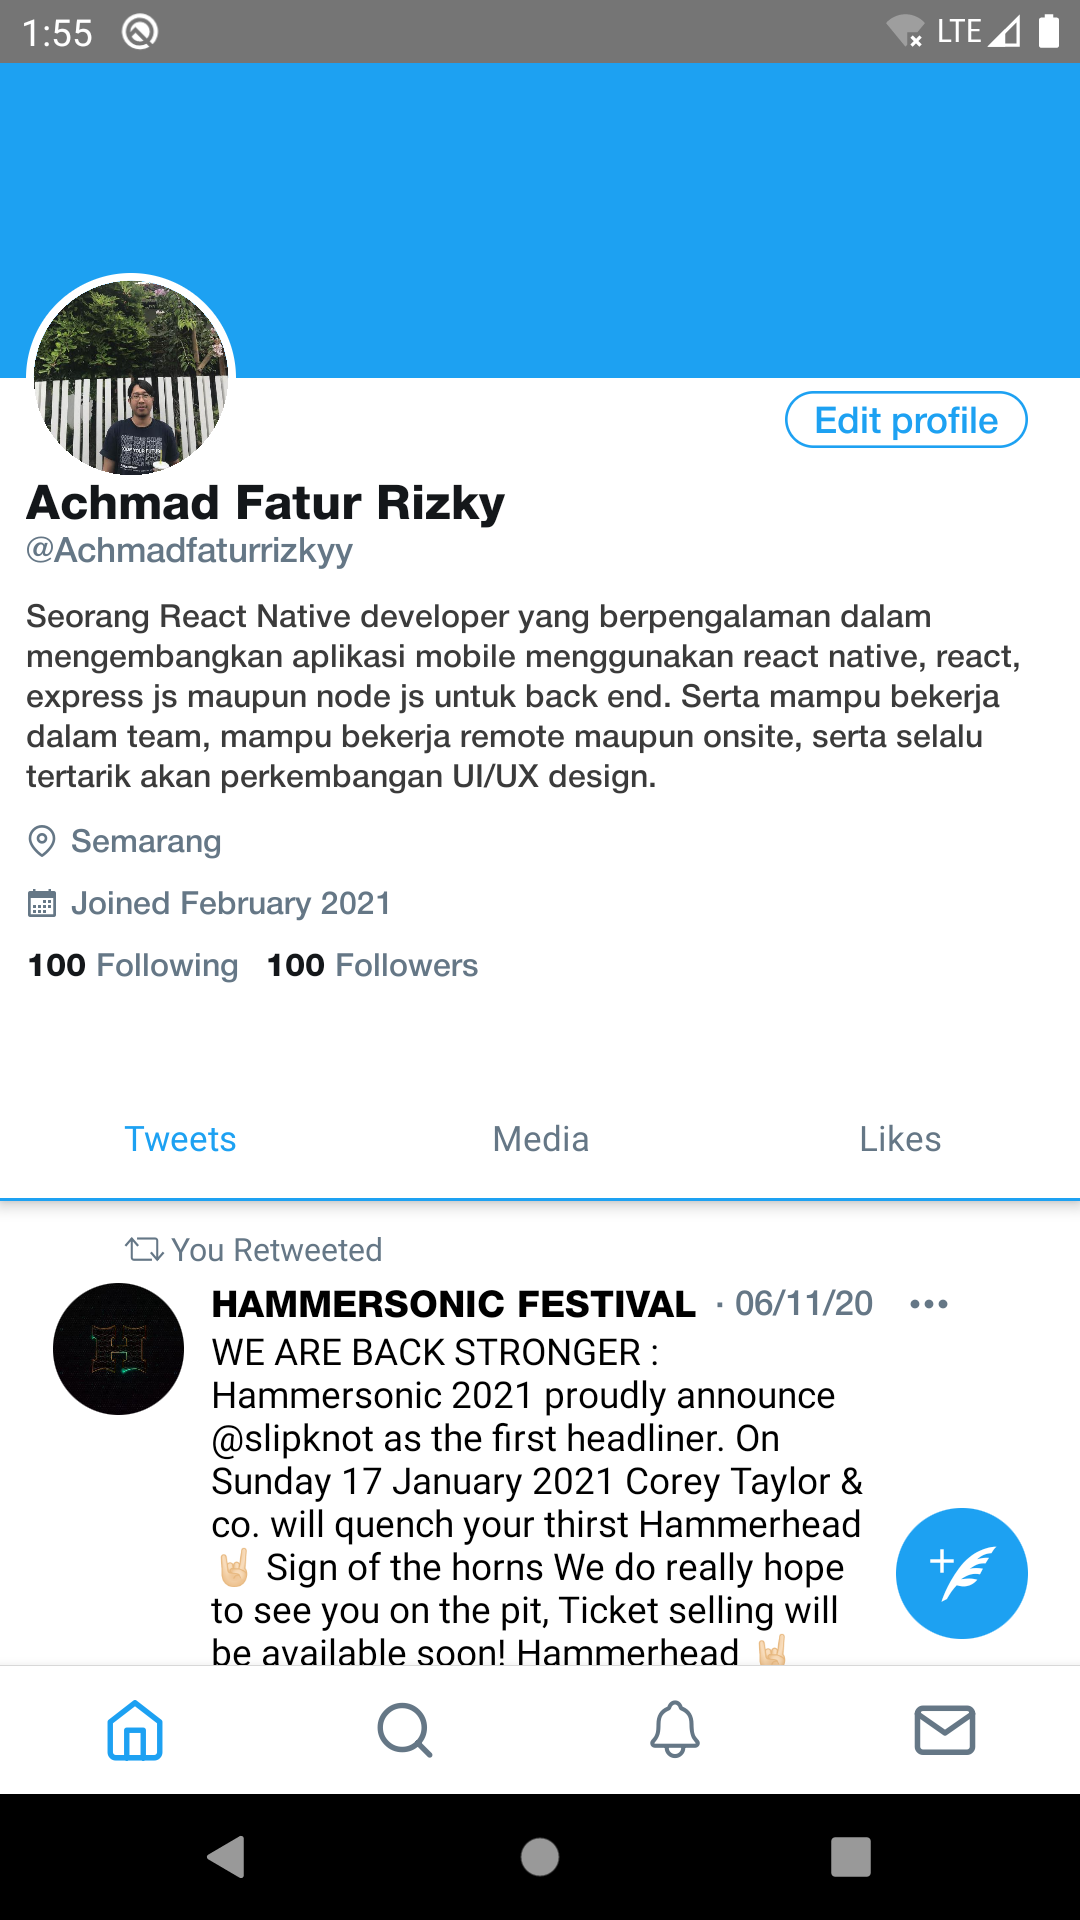 1:55
LTE
Edit profile
Achmad Fatur Rizky
@Achmadfaturrizkyy
Seorang React Native developer yang berpengalaman dalam
mengembangkan aplikasi mobile menggunakan react native, react,
express js maupun node js untuk back end. Serta mampu bekerja
dalam team, mampu bekerja remote maupun onsite, serta selalu
tertarik akan perkembangan UI/UX design.
Semarang
Joined February 2021
100 Following 100 Followers
Tweets Media Likes
You Retweeted
HAMMERSONIC FESTIVAL · 06/11/20
WE ARE BACK STRONGER :
Hammersonic 2021 proudly announce
@slipknot as the first headliner. On
Sunday 17 January 2021 Corey Taylor &
co. will quench your thirst Hammerhead
🤘🏻 Sign of the horns We do really hope
to see you on the pit, Ticket selling will
be available soon! Hammerhead 🤘🏻